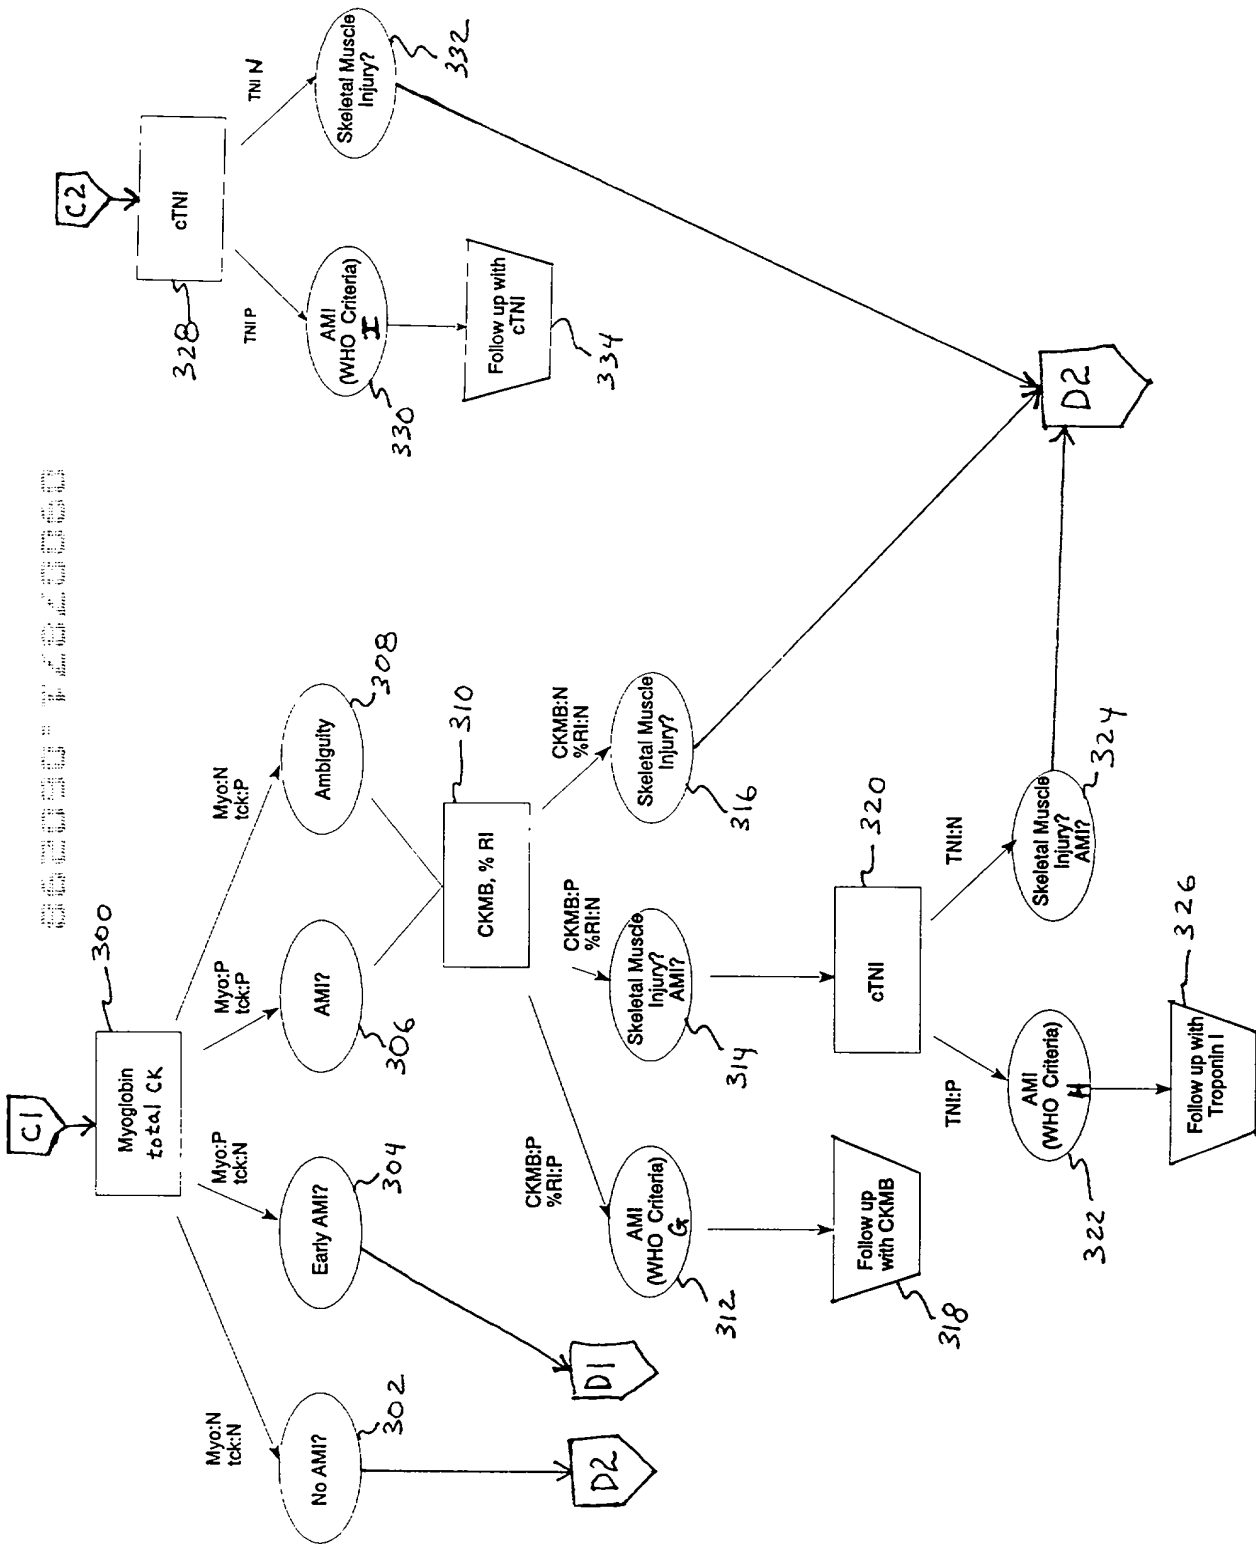 C1
Myoglobin
total CK
300
Myo:N
tck:N
Myo:P
tck:N
Myo:P
tck:P
Myo:N
tck:P
No AMI?
302
Early AMI?
304
AMI?
306
Ambiguity
308
D2
D1
CKMB, % RI
310
CKMB:P
%RI:P
CKMB:P
%RI:N
CKMB:N
%RI:N
AMI
(WHO Criteria)
G
312
Skeletal Muscle
Injury?
AMI?
314
Skeletal Muscle
Injury?
316
Follow up
with CKMB
318
cTNI
320
TNI:P
TNI:N
AMI
(WHO Criteria)
H
322
Skeletal Muscle
Injury?
AMI?
324
Follow up with
Troponin I
326
C2
cTNI
328
TNI P
TNI N
AMI
(WHO Criteria)
I
330
Skeletal Muscle
Injury?
332
Follow up with
cTNI
334
D2